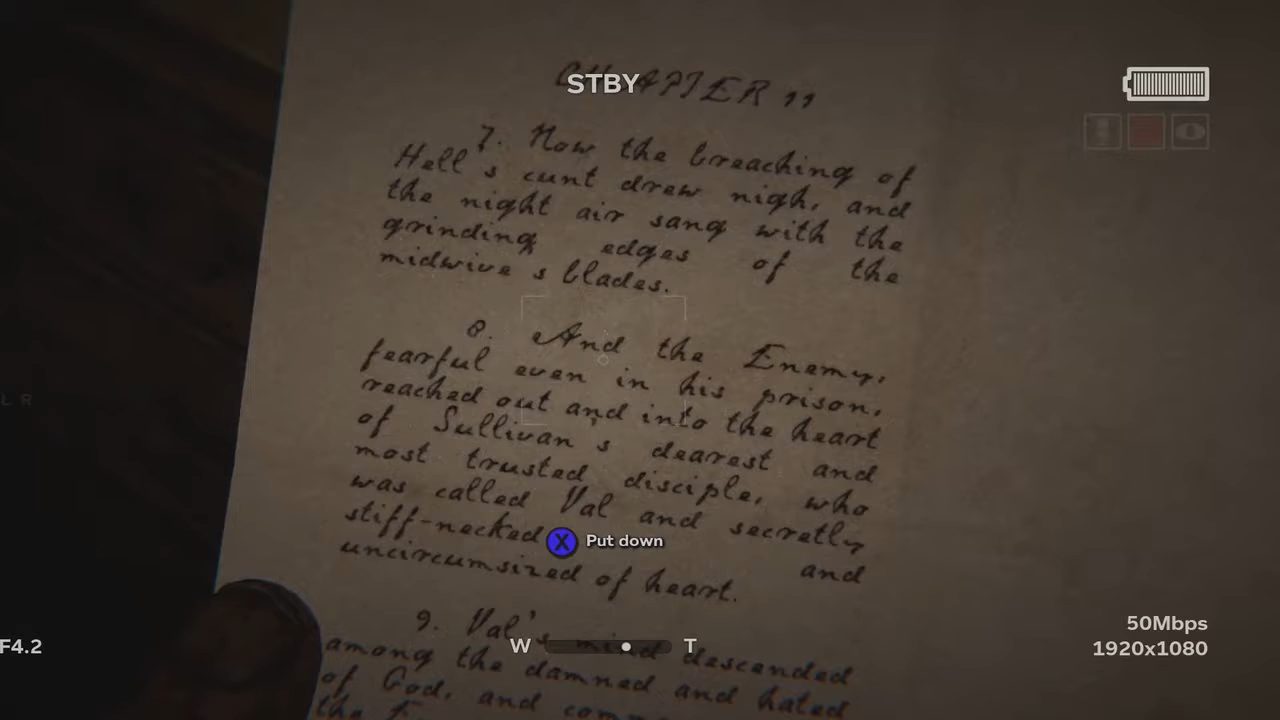 STBY
CHAPTER 11
7. Now the breaching of
Hell s cunt drew nigh, and
the night air sang with the
grinding edges of the
midwive s blades.
8. And the Enemy,
fearful even in his prison,
reached out and into the heart
of Sullivan s dearest and
most trusted disciple, who
was called Val and secretly
stiff-necked and
uncircumsized of heart.
X Put down
9. Val's mind descended
among the damned and hated
of God, and
the
L R
F4.2
W T
50Mbps
1920x1080